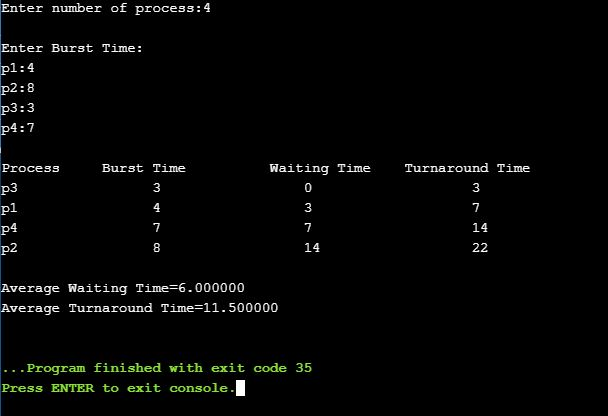 Enter number of process:4
Enter Burst Time:
p1:4
p2:8
p3:3
p4:7
Process Burst Time Waiting Time Turnaround Time
p3 3 0 3
p1 4 3 7
p4 7 7 14
p2 8 14 22
Average Waiting Time=6.000000
Average Turnaround Time=11.500000
...Program finished with exit code 35
Press ENTER to exit console.